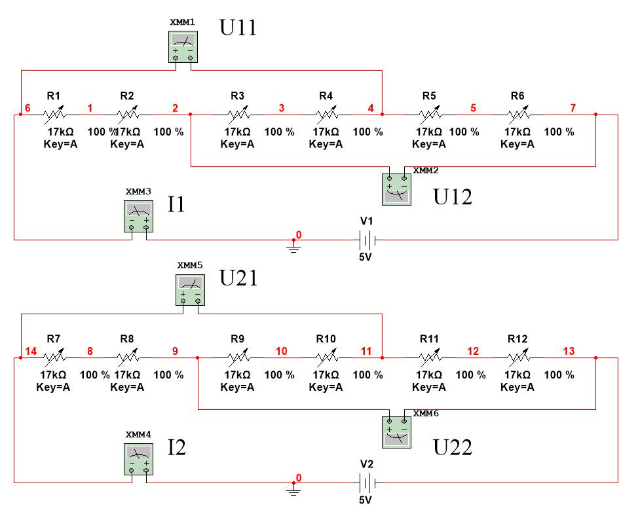 XMM1 U11
R1 R2 R3 R4 R5 R6
6 1 2 3 4 5 7
17kΩ 100 % 17kΩ 100 % 17kΩ 100 % 17kΩ 100 % 17kΩ 100 % 17kΩ 100 %
Key=A Key=A Key=A Key=A Key=A Key=A
XMM2
XMM3 I1 U12
V1
0
5V
XMM5 U21
R7 R8 R9 R10 R11 R12
14 8 9 10 11 12 13
17kΩ 100 % 17kΩ 100 % 17kΩ 100 % 17kΩ 100 % 17kΩ 100 % 17kΩ 100 %
Key=A Key=A Key=A Key=A Key=A Key=A
XMM6
XMM4 I2 U22
V2
0
5V